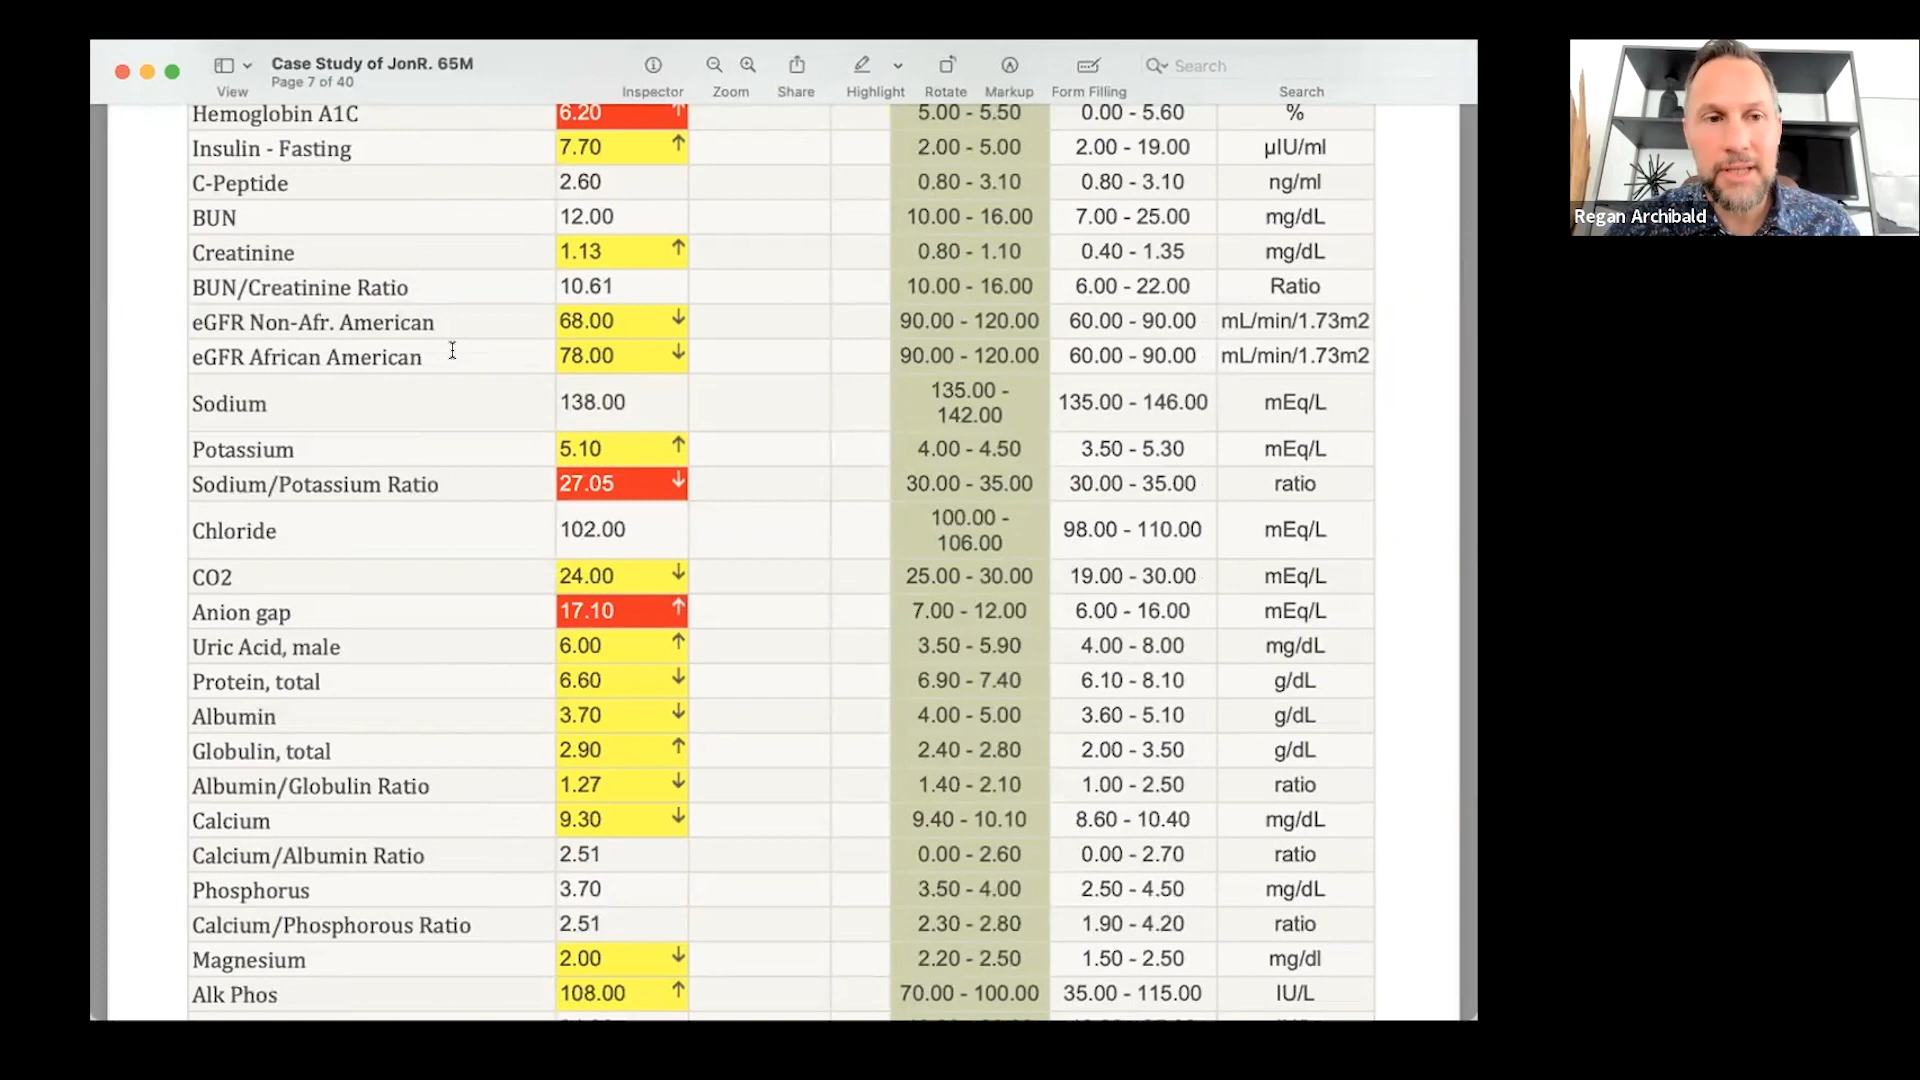 Case Study of JonR. 65M
Page 7 of 40
View
Inspector
Zoom
Share
Highlight
Rotate
Markup
Form Filling
Search
Search
Hemoglobin A1C 6.20 ↑ 5.00 - 5.50 0.00 - 5.60 %
Insulin - Fasting 7.70 ↑ 2.00 - 5.00 2.00 - 19.00 µIU/ml
C-Peptide 2.60 0.80 - 3.10 0.80 - 3.10 ng/ml
BUN 12.00 10.00 - 16.00 7.00 - 25.00 mg/dL
Creatinine 1.13 ↑ 0.80 - 1.10 0.40 - 1.35 mg/dL
BUN/Creatinine Ratio 10.61 10.00 - 16.00 6.00 - 22.00 Ratio
eGFR Non-Afr. American 68.00 ↓ 90.00 - 120.00 60.00 - 90.00 mL/min/1.73m2
eGFR African American 78.00 ↓ 90.00 - 120.00 60.00 - 90.00 mL/min/1.73m2
Sodium 138.00 135.00 - 142.00 135.00 - 146.00 mEq/L
Potassium 5.10 ↑ 4.00 - 4.50 3.50 - 5.30 mEq/L
Sodium/Potassium Ratio 27.05 ↓ 30.00 - 35.00 30.00 - 35.00 ratio
Chloride 102.00 100.00 - 106.00 98.00 - 110.00 mEq/L
CO2 24.00 ↓ 25.00 - 30.00 19.00 - 30.00 mEq/L
Anion gap 17.10 ↑ 7.00 - 12.00 6.00 - 16.00 mEq/L
Uric Acid, male 6.00 ↑ 3.50 - 5.90 4.00 - 8.00 mg/dL
Protein, total 6.60 ↓ 6.90 - 7.40 6.10 - 8.10 g/dL
Albumin 3.70 ↓ 4.00 - 5.00 3.60 - 5.10 g/dL
Globulin, total 2.90 ↑ 2.40 - 2.80 2.00 - 3.50 g/dL
Albumin/Globulin Ratio 1.27 ↓ 1.40 - 2.10 1.00 - 2.50 ratio
Calcium 9.30 ↓ 9.40 - 10.10 8.60 - 10.40 mg/dL
Calcium/Albumin Ratio 2.51 0.00 - 2.60 0.00 - 2.70 ratio
Phosphorus 3.70 3.50 - 4.00 2.50 - 4.50 mg/dL
Calcium/Phosphorous Ratio 2.51 2.30 - 2.80 1.90 - 4.20 ratio
Magnesium 2.00 ↓ 2.20 - 2.50 1.50 - 2.50 mg/dl
Alk Phos 108.00 ↑ 70.00 - 100.00 35.00 - 115.00 IU/L
Regan Archibald